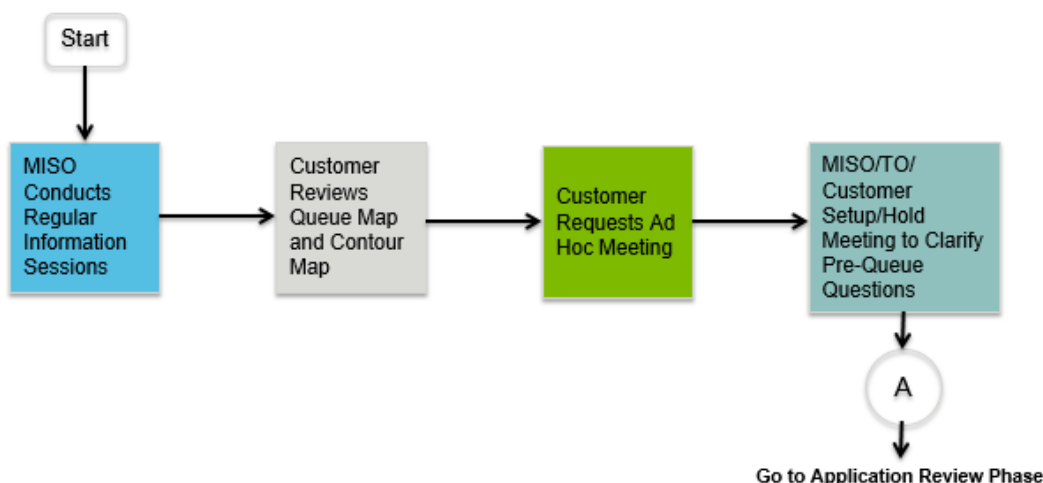 Start
MISO
Conducts
Regular
Information
Sessions
Customer
Reviews
Queue Map
and Contour
Map
Customer
Requests Ad
Hoc Meeting
MISO/TO/
Customer
Setup/Hold
Meeting to Clarify
Pre-Queue
Questions
A
Go to Application Review Phase